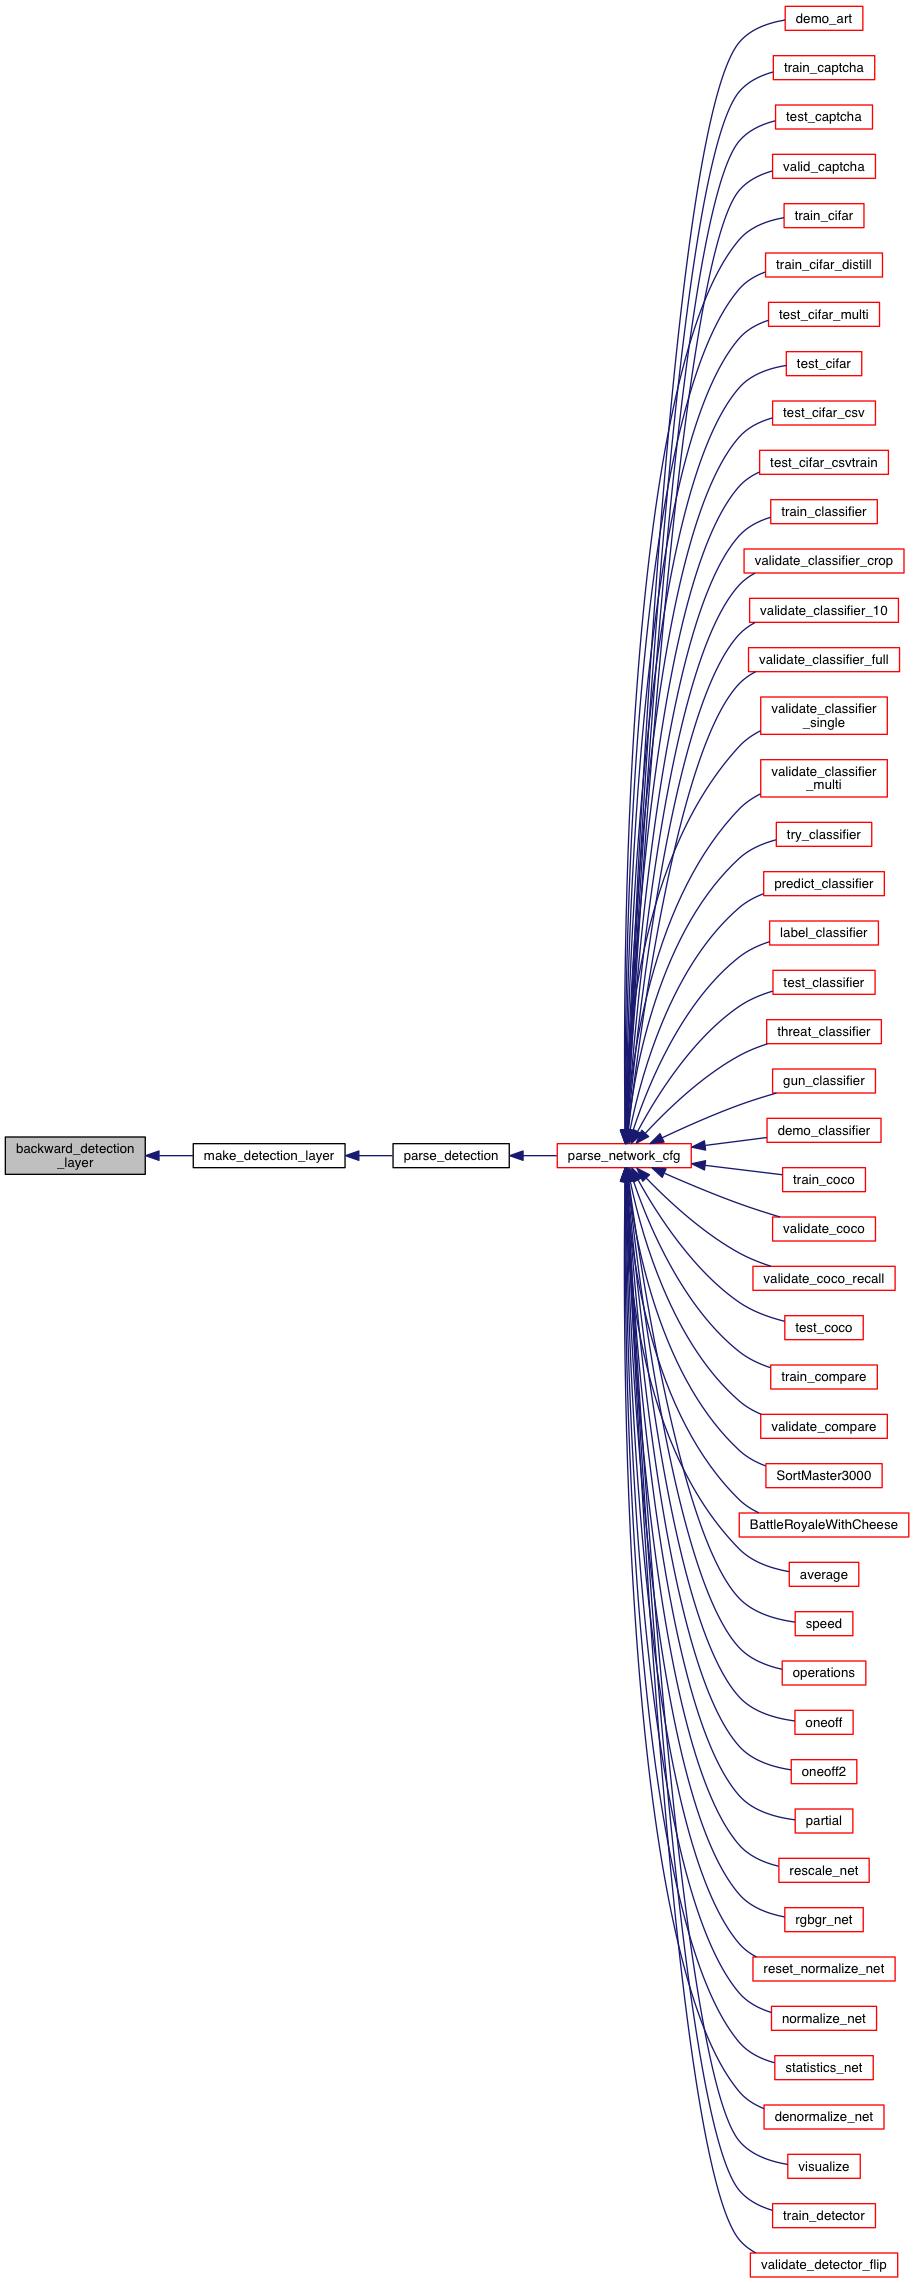 demo_art
train_captcha
test_captcha
valid_captcha
train_cifar
train_cifar_distill
test_cifar_multi
test_cifar
test_cifar_csv
test_cifar_csvtrain
train_classifier
validate_classifier_crop
validate_classifier_10
validate_classifier_full
validate_classifier
_single
validate_classifier
_multi
try_classifier
predict_classifier
label_classifier
test_classifier
threat_classifier
gun_classifier
demo_classifier
backward_detection
_layer
make_detection_layer
parse_detection
parse_network_cfg
train_coco
validate_coco
validate_coco_recall
test_coco
train_compare
validate_compare
SortMaster3000
BattleRoyaleWithCheese
average
speed
operations
oneoff
oneoff2
partial
rescale_net
rgbgr_net
reset_normalize_net
normalize_net
statistics_net
denormalize_net
visualize
train_detector
validate_detector_flip